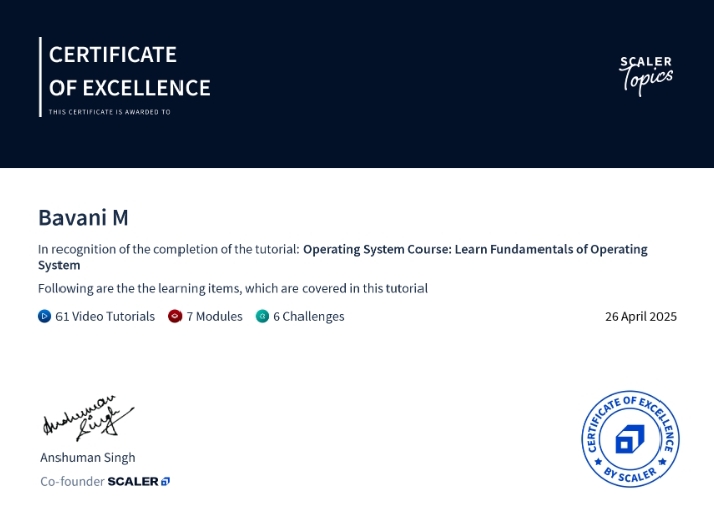 CERTIFICATE
OF EXCELLENCE
THIS CERTIFICATE IS AWARDED TO
SCALER
Topics
Bavani M
In recognition of the completion of the tutorial: Operating System Course: Learn Fundamentals of Operating
System
Following are the the learning items, which are covered in this tutorial
61 Video Tutorials 7 Modules 6 Challenges
26 April 2025
Anshuman
Singh
Anshuman Singh
Co-founder SCALER
CERTIFICATE OF EXCELLENCE
BY SCALER